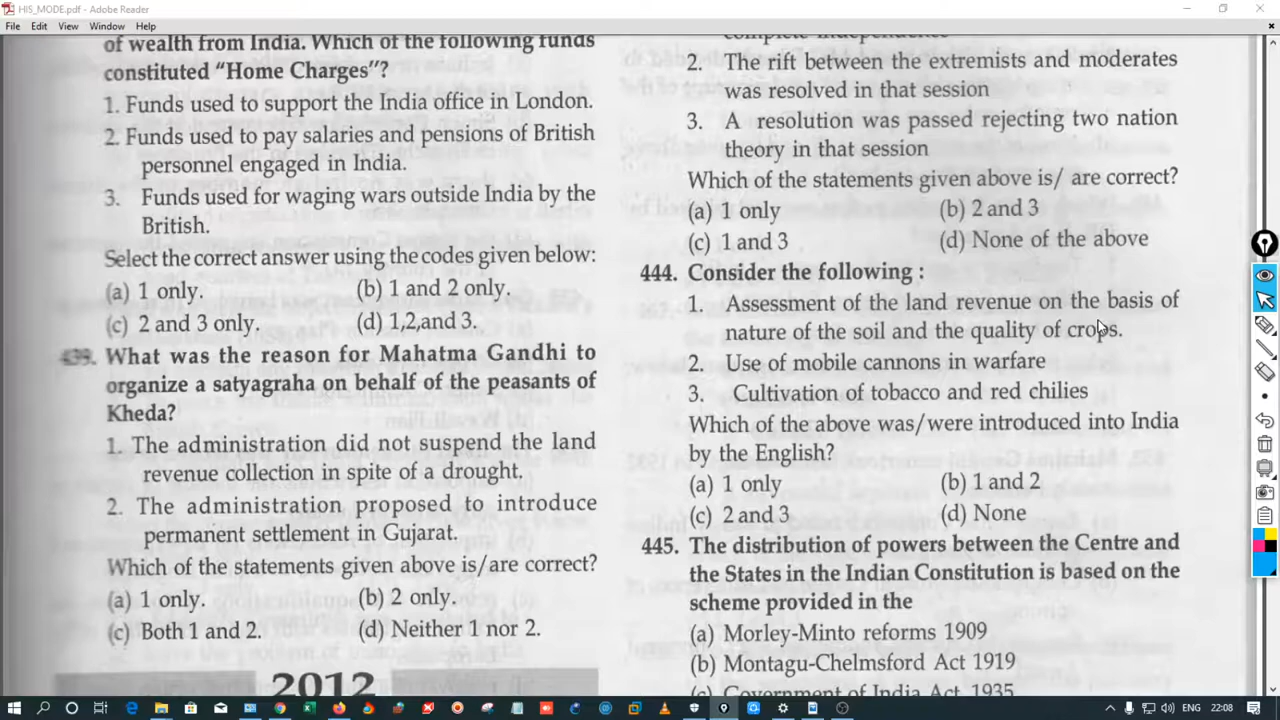 HIS_MODE.pdf - Adobe Reader
File Edit View Window Help
of wealth from India. Which of the following funds
constituted “Home Charges”?
1. Funds used to support the India office in London.
2. Funds used to pay salaries and pensions of British
personnel engaged in India.
3. Funds used for waging wars outside India by the
British.
Select the correct answer using the codes given below:
(a) 1 only.
(b) 1 and 2 only.
(c) 2 and 3 only.
(d) 1,2,and 3.
439. What was the reason for Mahatma Gandhi to
organize a satyagraha on behalf of the peasants of
Kheda?
1. The administration did not suspend the land
revenue collection in spite of a drought.
2. The administration proposed to introduce
permanent settlement in Gujarat.
Which of the statements given above is/are correct?
(a) 1 only.
(b) 2 only.
(c) Both 1 and 2.
(d) Neither 1 nor 2.
2012
complete independence
2. The rift between the extremists and moderates
was resolved in that session
3. A resolution was passed rejecting two nation
theory in that session
Which of the statements given above is/ are correct?
(a) 1 only
(b) 2 and 3
(c) 1 and 3
(d) None of the above
444. Consider the following :
1. Assessment of the land revenue on the basis of
nature of the soil and the quality of crops.
2. Use of mobile cannons in warfare
3. Cultivation of tobacco and red chilies
Which of the above was/were introduced into India
by the English?
(a) 1 only
(b) 1 and 2
(c) 2 and 3
(d) None
445. The distribution of powers between the Centre and
the States in the Indian Constitution is based on the
scheme provided in the
(a) Morley-Minto reforms 1909
(b) Montagu-Chelmsford Act 1919
(c) Government of India Act 1935
ENG 22:08